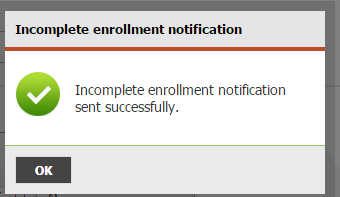 Incomplete enrollment notification
Incomplete enrollment notification
sent successfully.
OK